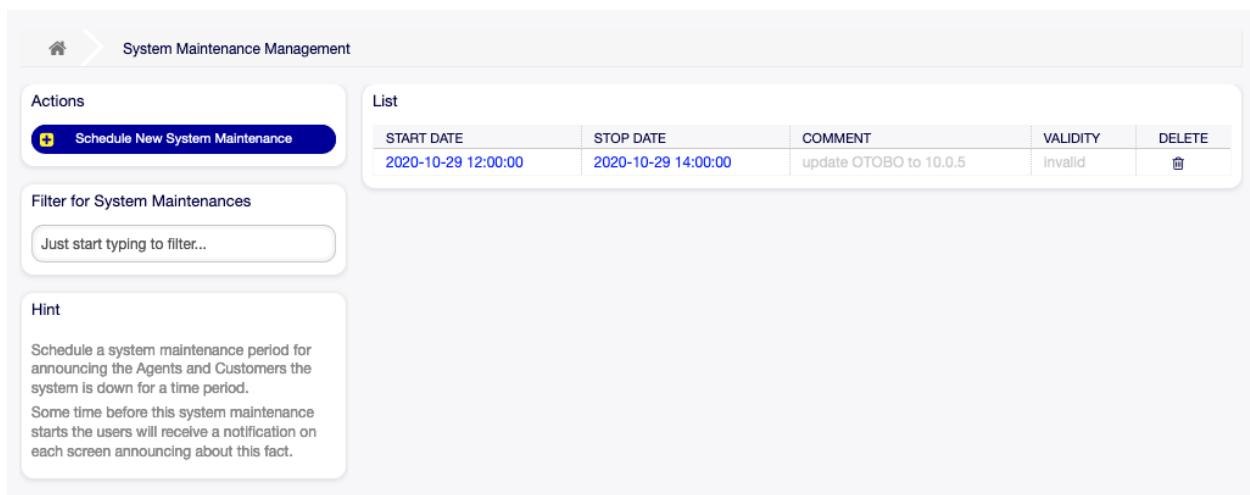 System Maintenance Management
Actions
Schedule New System Maintenance
Filter for System Maintenances
Just start typing to filter...
Hint
Schedule a system maintenance period for
announcing the Agents and Customers the
system is down for a time period.
Some time before this system maintenance
starts the users will receive a notification on
each screen announcing about this fact.
List
START DATE STOP DATE COMMENT VALIDITY DELETE
2020-10-29 12:00:00 2020-10-29 14:00:00 update OTOBO to 10.0.5 invalid